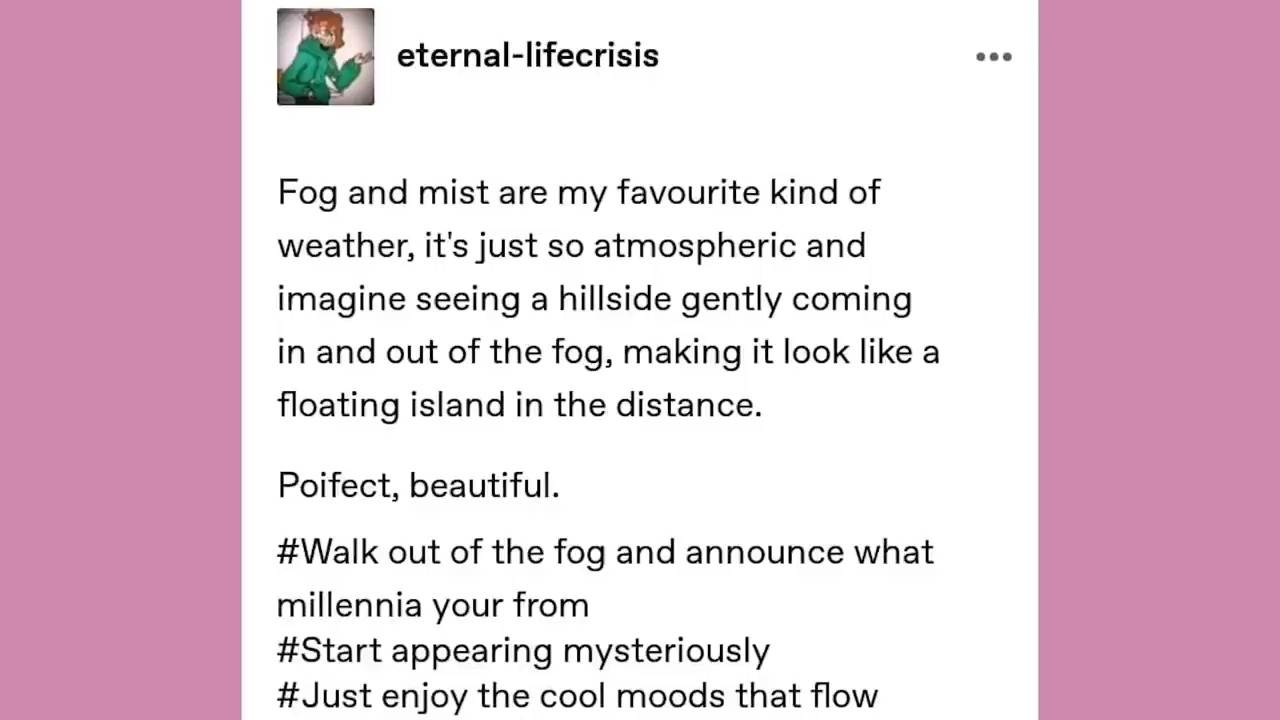 eternal-lifecrisis
Fog and mist are my favourite kind of
weather, it's just so atmospheric and
imagine seeing a hillside gently coming
in and out of the fog, making it look like a
floating island in the distance.
Poifect, beautiful.
#Walk out of the fog and announce what
millennia your from
#Start appearing mysteriously
#Just enjoy the cool moods that flow